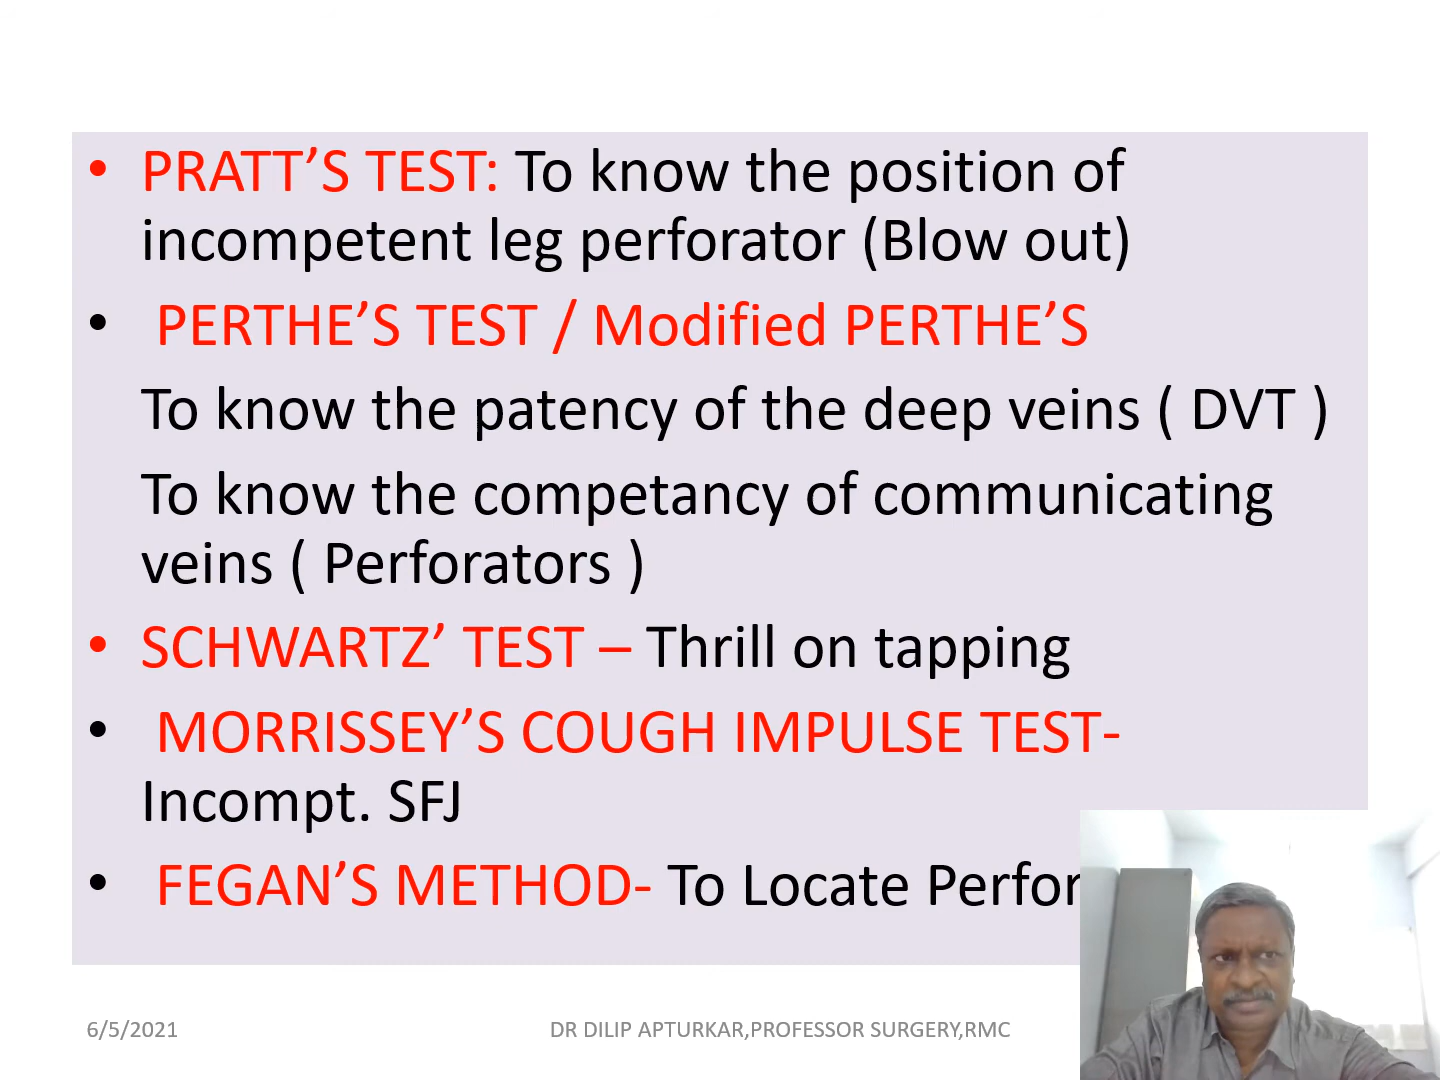 • PRATT’S TEST: To know the position of
incompetent leg perforator (Blow out)
• PERTHE’S TEST / Modified PERTHE’S
To know the patency of the deep veins ( DVT )
To know the competancy of communicating
veins ( Perforators )
• SCHWARTZ’ TEST – Thrill on tapping
• MORRISSEY’S COUGH IMPULSE TEST-
Incompt. SFJ
• FEGAN’S METHOD- To Locate Perfor
6/5/2021
DR DILIP APTURKAR,PROFESSOR SURGERY,RMC